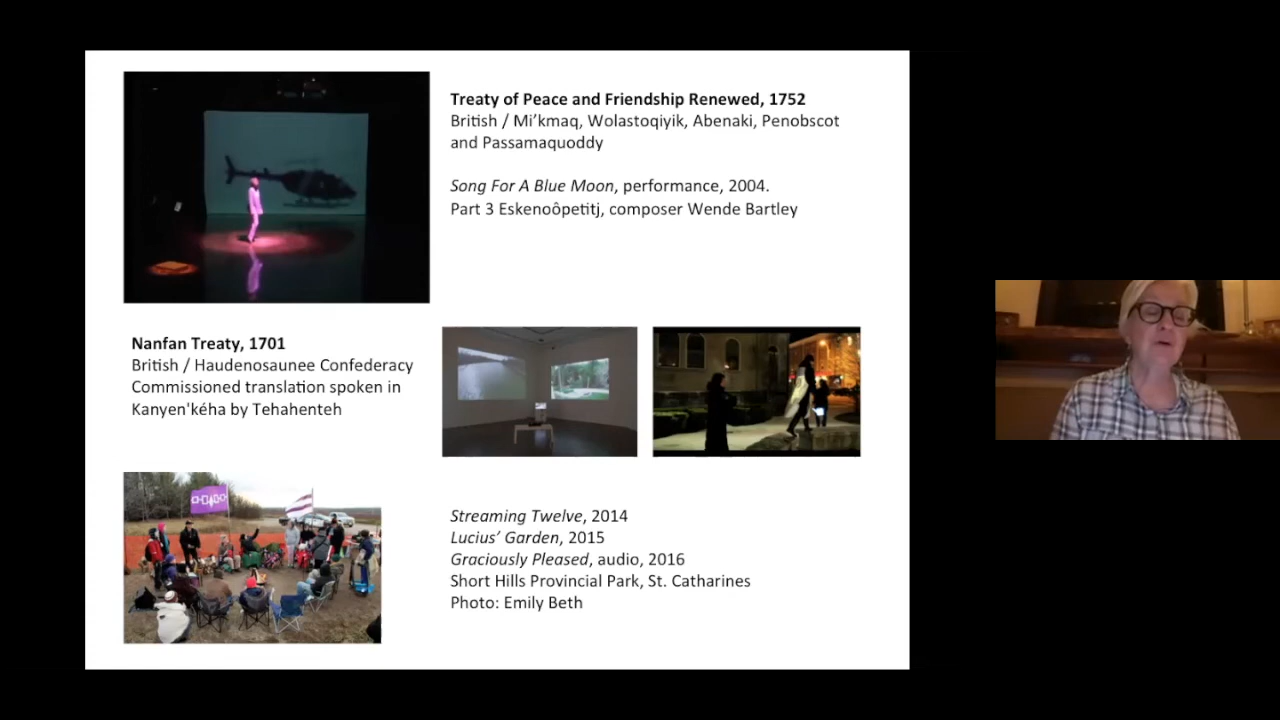 Treaty of Peace and Friendship Renewed, 1752
British / Mi’kmaq, Wolastoqiyik, Abenaki, Penobscot
and Passamaquoddy
Song For A Blue Moon, performance, 2004.
Part 3 Eskenoôpetitj, composer Wende Bartley
Nanfan Treaty, 1701
British / Haudenosaunee Confederacy
Commissioned translation spoken in
Kanyen'kéha by Tehahenteh
Streaming Twelve, 2014
Lucius’ Garden, 2015
Graciously Pleased, audio, 2016
Short Hills Provincial Park, St. Catharines
Photo: Emily Beth